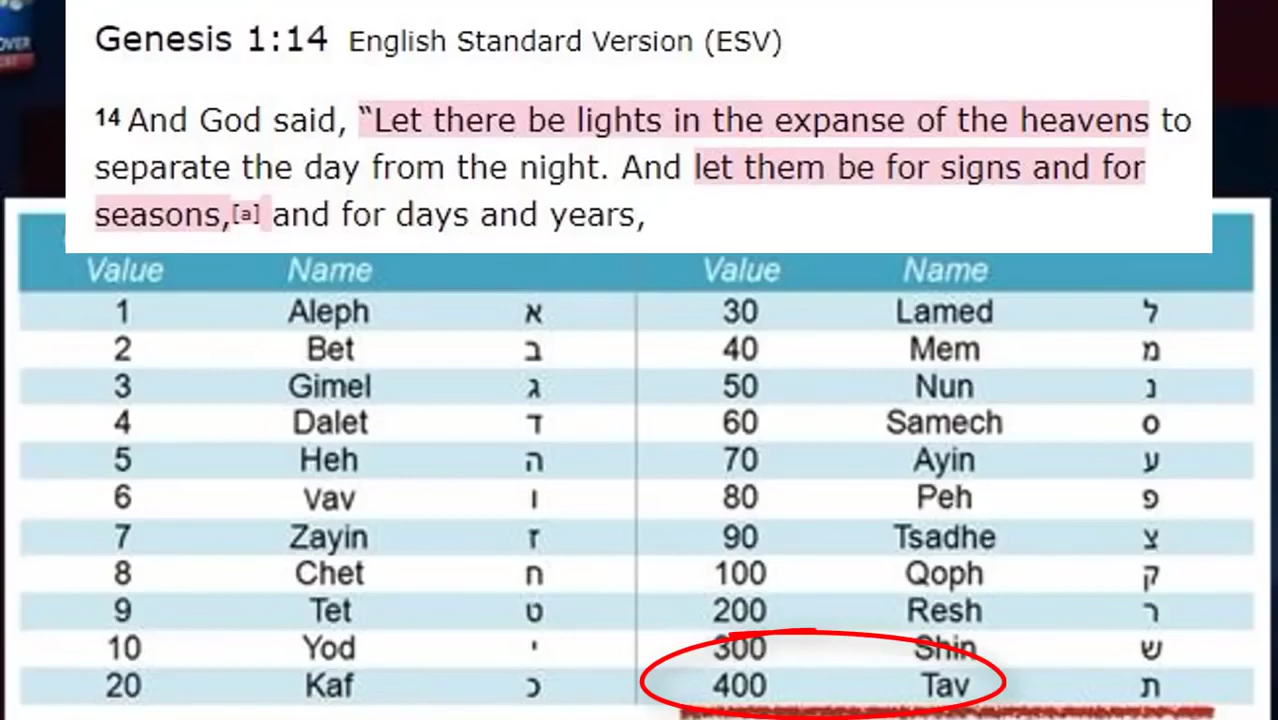 OVER
Genesis 1:14 English Standard Version (ESV)
14 And God said, “Let there be lights in the expanse of the heavens to
separate the day from the night. And let them be for signs and for
seasons,[a] and for days and years,
Value Name Value Name
1 Aleph א 30 Lamed ל
2 Bet ב 40 Mem מ
3 Gimel ג 50 Nun נ
4 Dalet ד 60 Samech ס
5 Heh ה 70 Ayin ע
6 Vav ו 80 Peh פ
7 Zayin ז 90 Tsadhe צ
8 Chet ח 100 Qoph ק
9 Tet ט 200 Resh ר
10 Yod י 300 Shin ש
20 Kaf כ 400 Tav ת